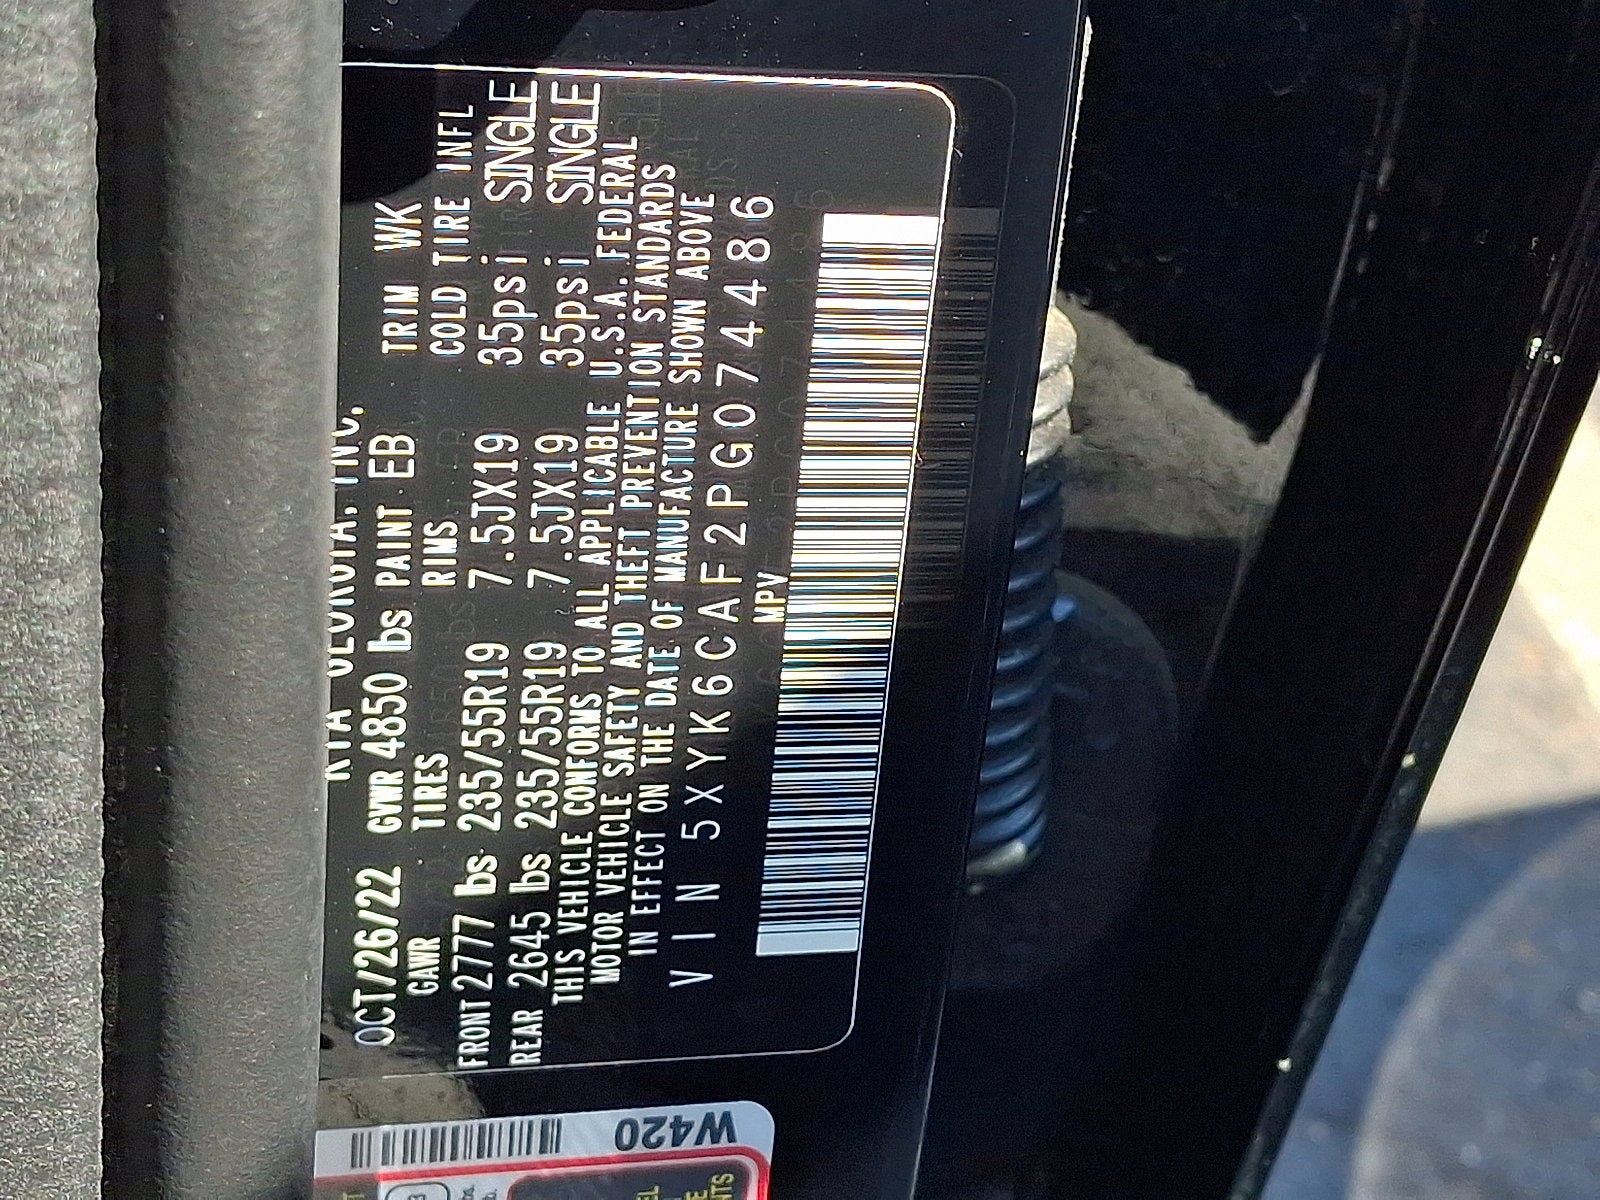 KIA GEORGIA, INC.
OCT/26/22 GVWR 4850 lbs PAINT EB TRIM WK
GAWR TIRES RIMS COLD TIRE INFL
FRONT 2777 lbs 235/55R19 7.5JX19 35psi SINGLE
REAR 2645 lbs 235/55R19 7.5JX19 35psi SINGLE
THIS VEHICLE CONFORMS TO ALL APPLICABLE U.S.A. FEDERAL
MOTOR VEHICLE SAFETY AND THEFT PREVENTION STANDARDS
IN EFFECT ON THE DATE OF MANUFACTURE SHOWN ABOVE
VIN 5XYK6CAF2PG074486
MPV
W420